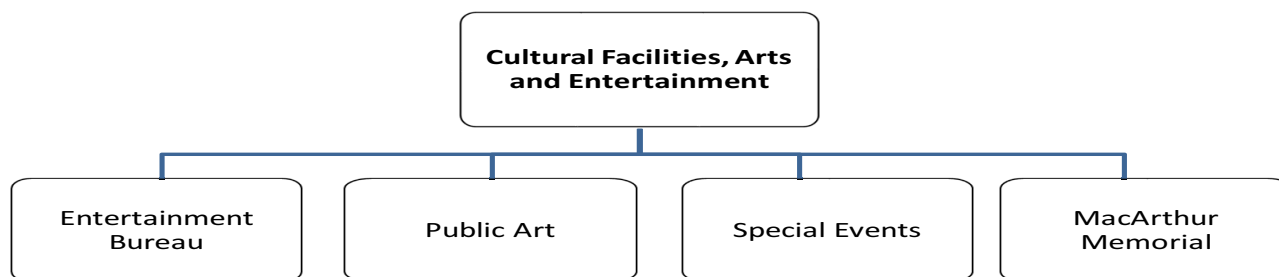 Cultural Facilities, Arts
and Entertainment
Entertainment
Bureau
Public Art
Special Events
MacArthur
Memorial